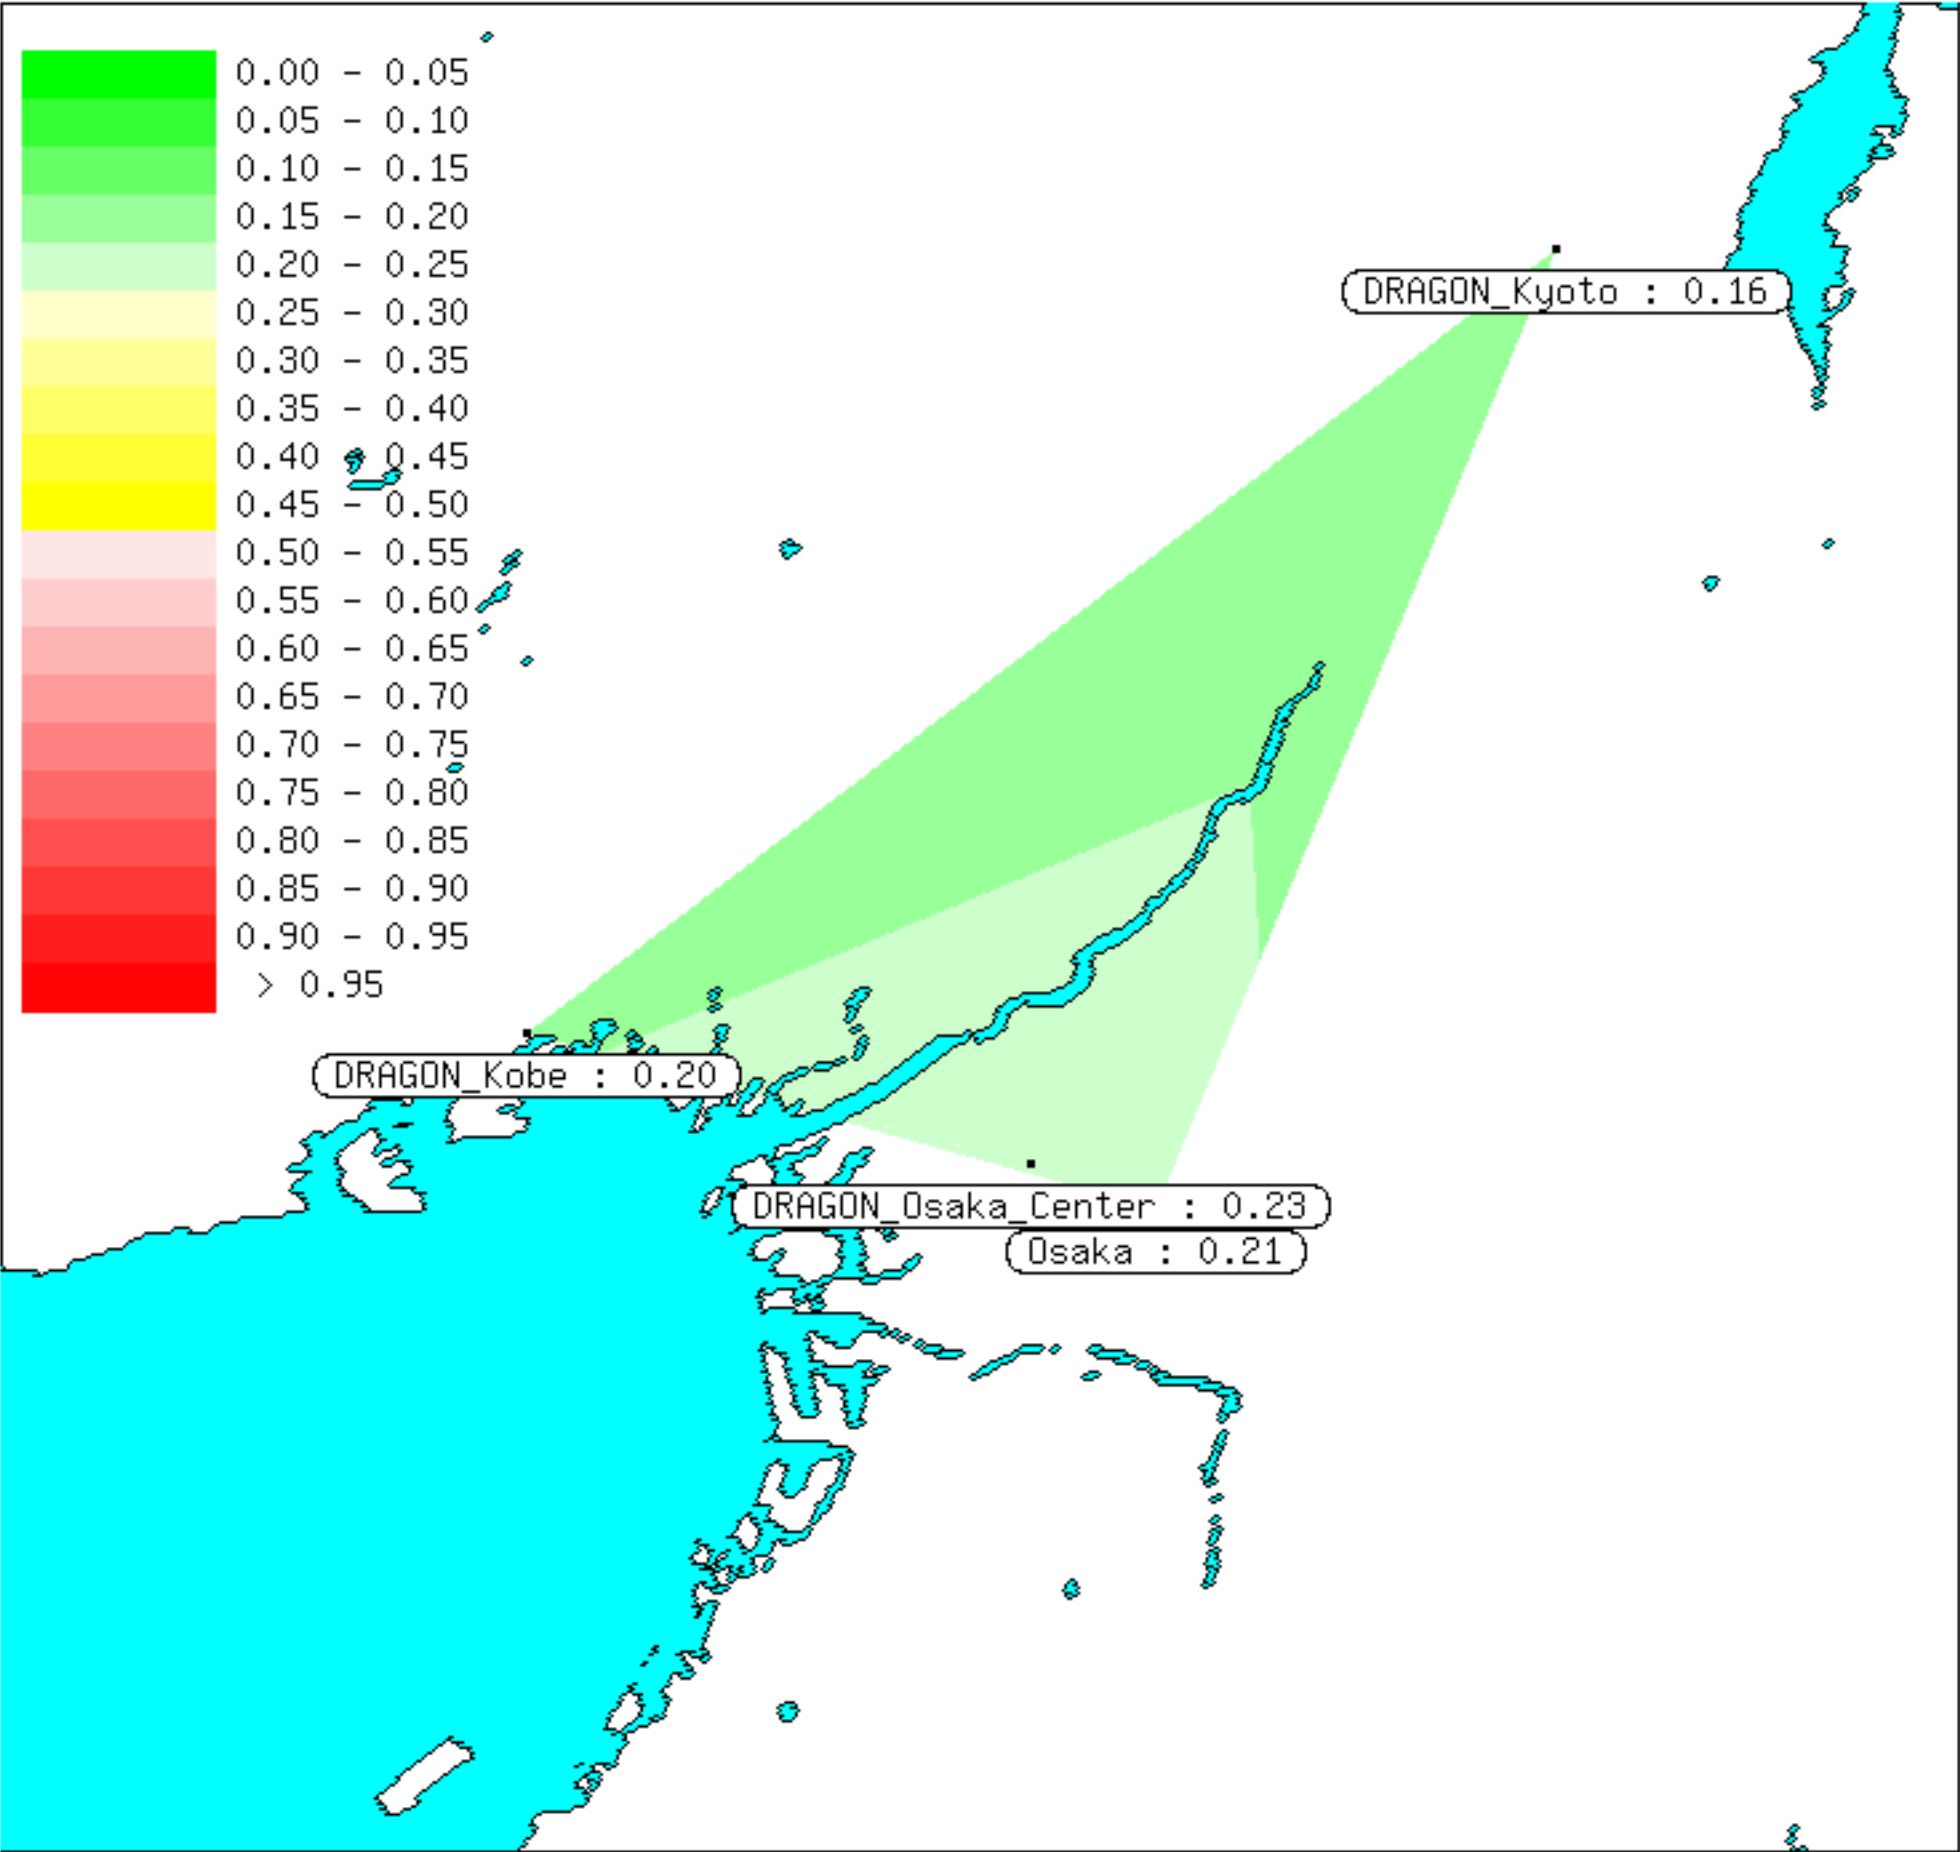 0.00 - 0.05
0.05 - 0.10
0.10 - 0.15
0.15 - 0.20
0.20 - 0.25
0.25 - 0.30
0.30 - 0.35
0.35 - 0.40
0.40 - 0.45
0.45 - 0.50
0.50 - 0.55
0.55 - 0.60
0.60 - 0.65
0.65 - 0.70
0.70 - 0.75
0.75 - 0.80
0.80 - 0.85
0.85 - 0.90
0.90 - 0.95
> 0.95
DRAGON_Kyoto : 0.16
DRAGON_Kobe : 0.20
DRAGON_Osaka_Center : 0.23
Osaka : 0.21